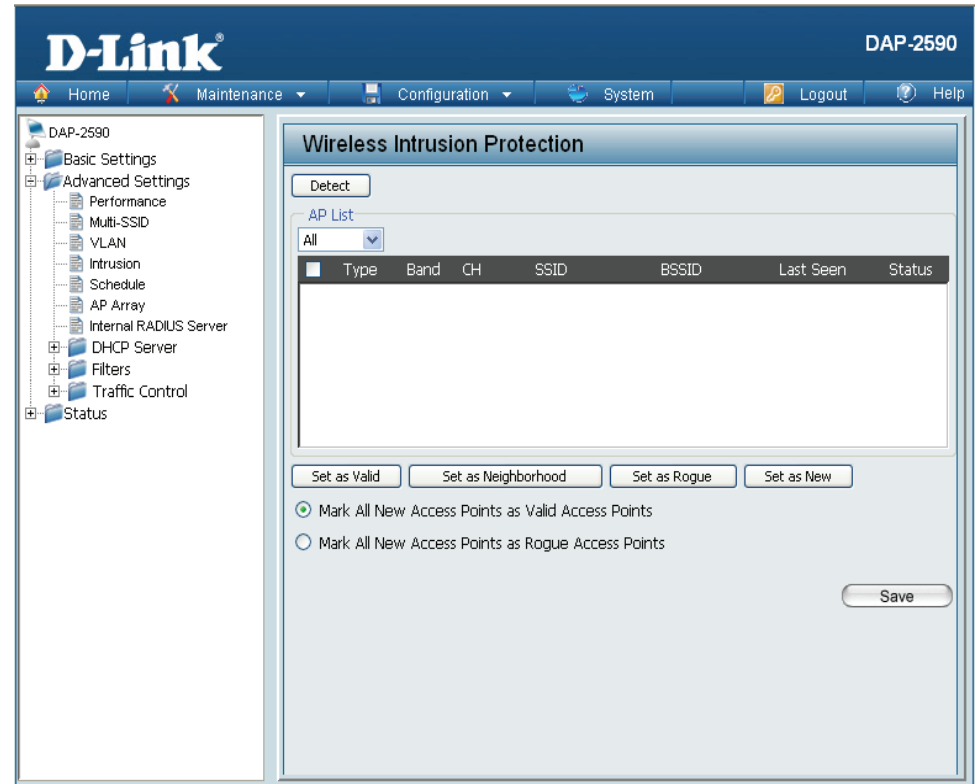 D-Link®
DAP-2590
Home Maintenance Configuration System Logout Help
DAP-2590
Basic Settings
Advanced Settings
Performance
Multi-SSID
VLAN
Intrusion
Schedule
AP Array
Internal RADIUS Server
DHCP Server
Filters
Traffic Control
Status
Wireless Intrusion Protection
Detect
AP List
All
Type Band CH SSID BSSID Last Seen Status
Set as Valid Set as Neighborhood Set as Rogue Set as New
Mark All New Access Points as Valid Access Points
Mark All New Access Points as Rogue Access Points
Save